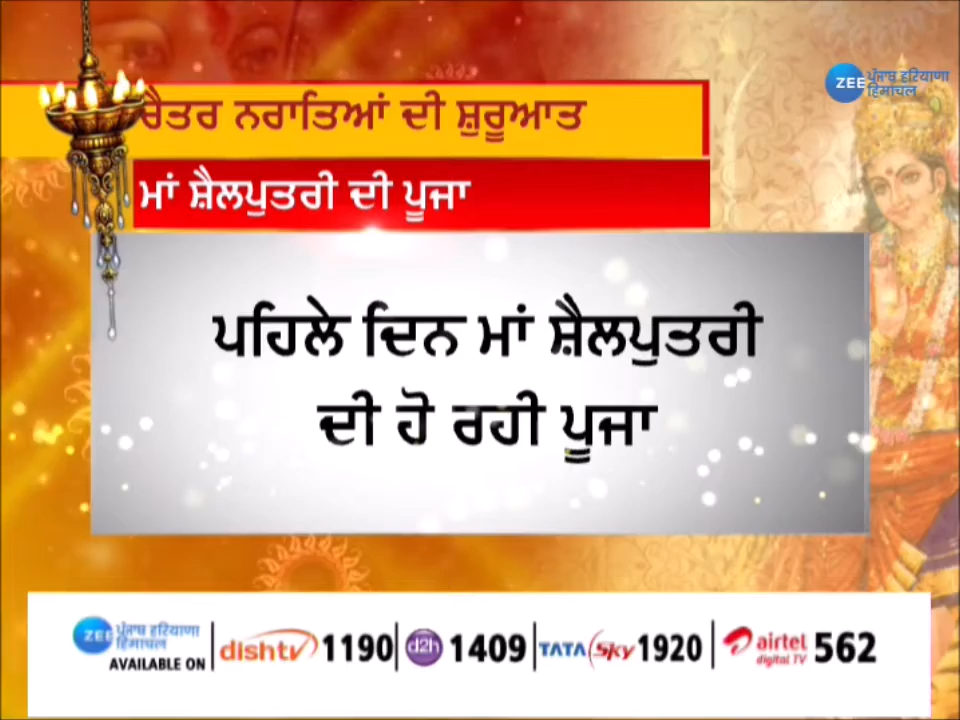 ZEE ਪੰਜਾਬ ਹਰਿਆਣਾ
ਹਿਮਾਚਲ
ਚੇਤਰ ਨਰਾਤਿਆਂ ਦੀ ਸ਼ੁਰੂਆਤ
ਮਾਂ ਸ਼ੈਲਪੁਤਰੀ ਦੀ ਪੂਜਾ
ਪਹਿਲੇ ਦਿਨ ਮਾਂ ਸ਼ੈਲਪੁਤਰੀ
ਦੀ ਹੋ ਰਹੀ ਪੂਜਾ
ZEE ਪੰਜਾਬ ਹਰਿਆਣਾ
ਹਿਮਾਚਲ
AVAILABLE ON
dishtv 1190
d2h 1409
TATA Sky 1920
airtel digital TV 562